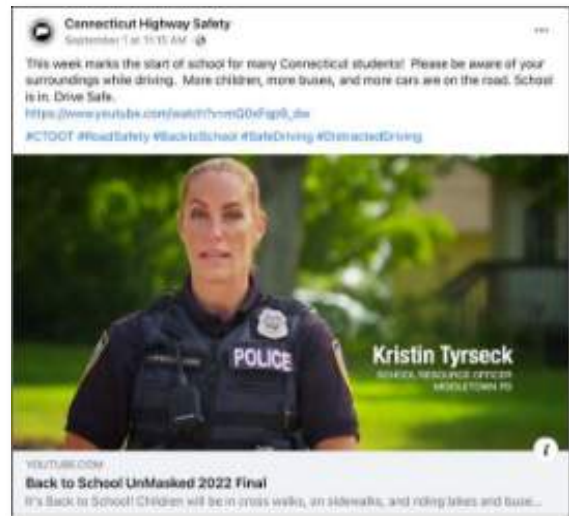 Connecticut Highway Safety
September 1 at 11:15 AM
This week marks the start of school for many Connecticut students! Please be aware of your
surroundings while driving. More children, more buses, and more cars are on the road. School
is in. Drive Safe.
#CTDOT #RoadSafety #BacktoSchool #SafeDriving #DistractedDriving
POLICE
Kristin Tyrseck
SCHOOL RESOURCE OFFICER
MIDDLETOWN PD
YOUTUBE.COM
Back to School UnMasked 2022 Final
It's Back to School! Children will be in cross walks, on sidewalks, and riding bikes and buse...